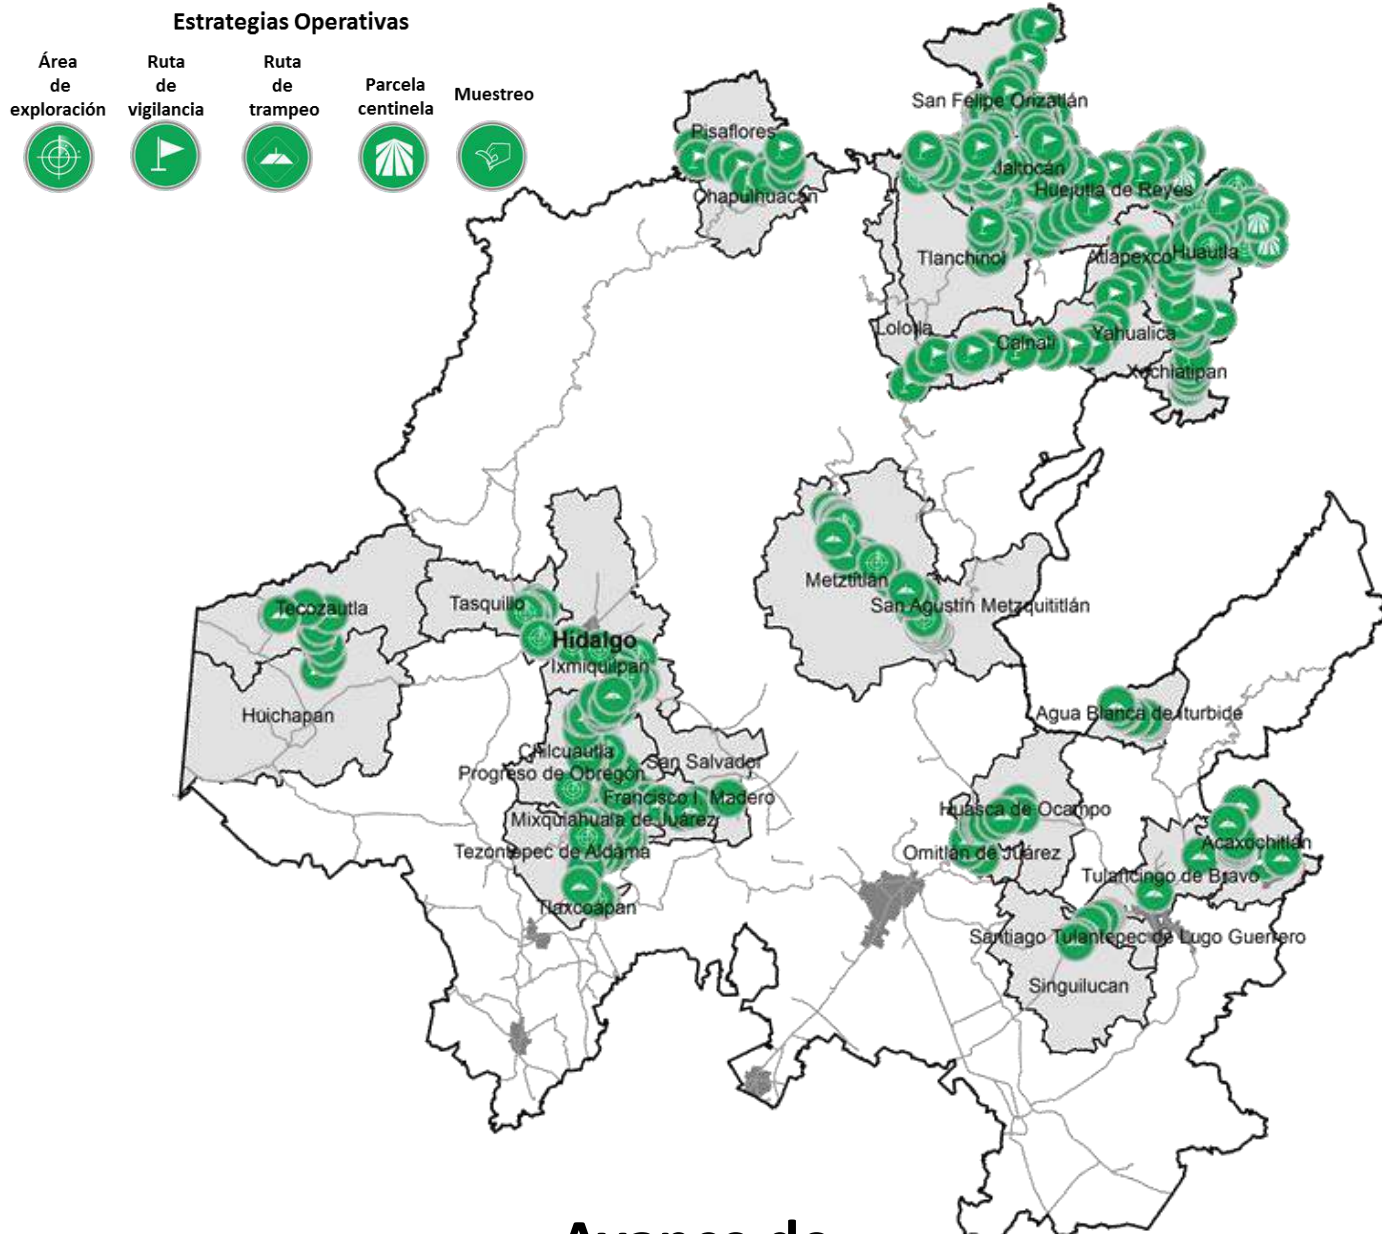 Estrategias Operativas
Área
de
exploración
Ruta
de
vigilancia
Ruta
de
trampeo
Parcela
centinela
Muestreo
San Felipe Orizatlán
Pisaflores
Jaltocán
Huejutla de Reyes
Chapulhuacán
Tlanchinol
Atlapexco
Huautla
Lolotla
Calnali
Yahualica
Xochiatipan
Metztitlán
San Agustín Metzquititlán
Tecozautla
Tasquillo
Hidalgo
Ixmiquilpan
Huichapan
Agua Blanca de Iturbide
Chilcuautla
San Salvador
Progreso de Obregón
Francisco I. Madero
Mixquiahuala de Juárez
Tezontepec de Aldama
Tlaxcoapan
Huasca de Ocampo
Omitlán de Juárez
Acaxochitlán
Tulancingo de Bravo
Santiago Tulantepec de Lugo Guerrero
Singuilucan